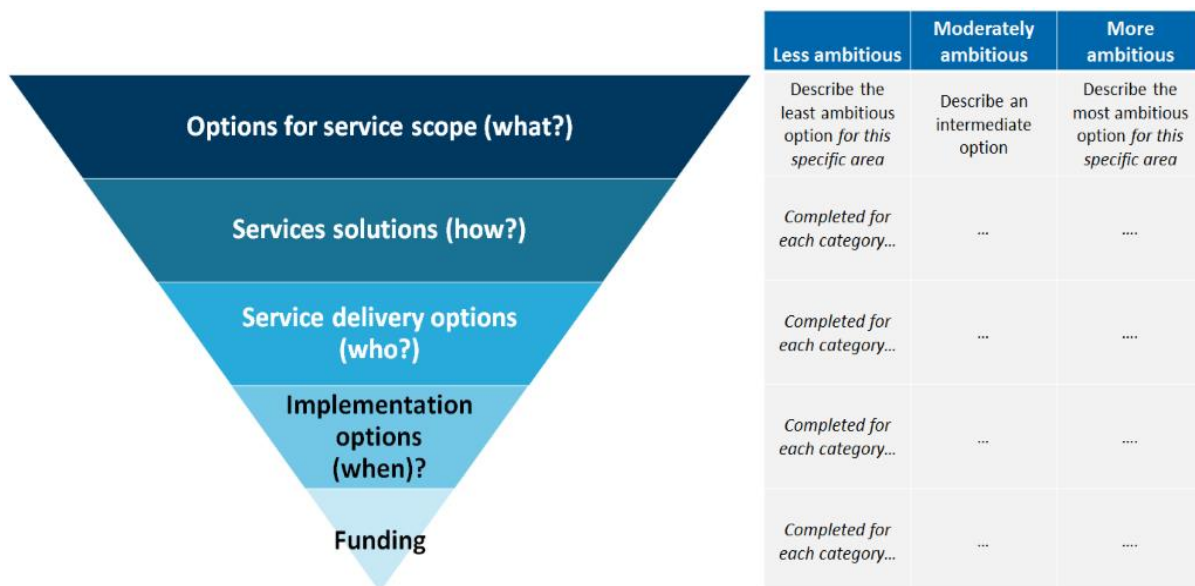 Options for service scope (what?)
Services solutions (how?)
Service delivery options
(who?)
Implementation
options
(when)?
Funding
Less ambitious
Moderately
ambitious
More
ambitious
Describe the
least ambitious
option for this
specific area
Describe an
intermediate
option
Describe the
most ambitious
option for this
specific area
Completed for
each category...
...
....
Completed for
each category...
...
....
Completed for
each category...
...
....
Completed for
each category...
...
....